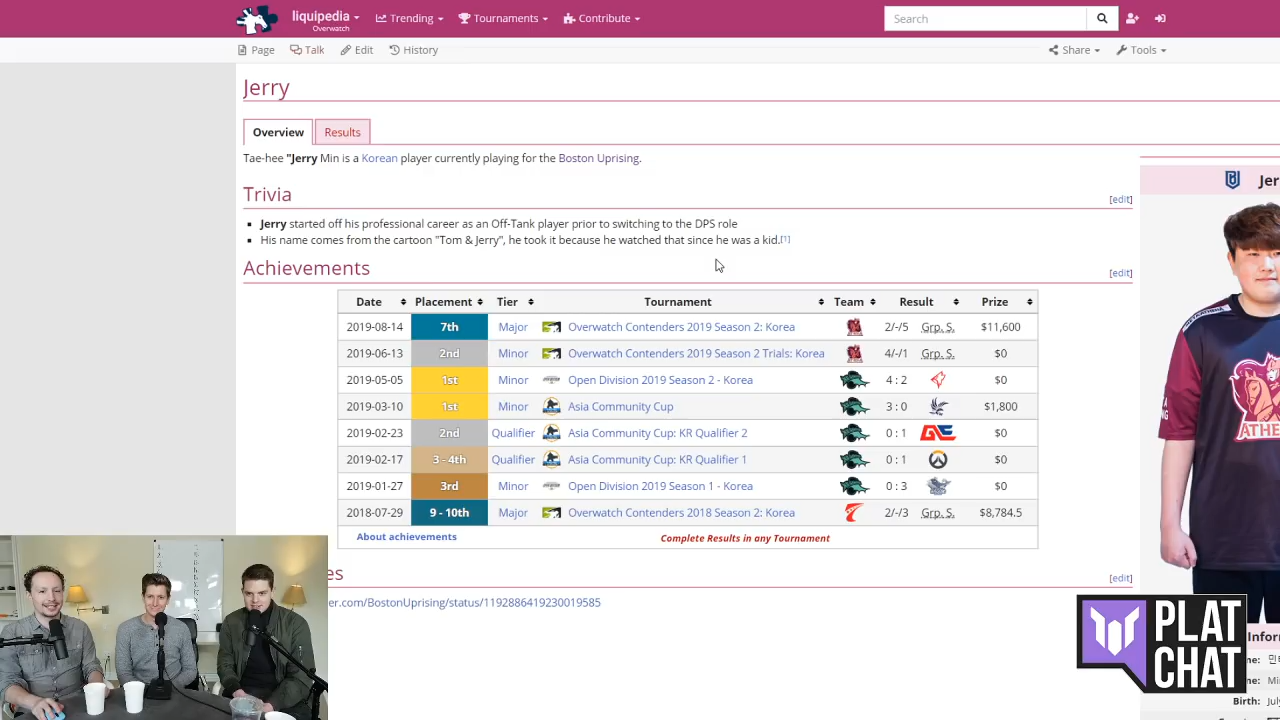 liquipedia
Overwatch
Trending
Tournaments
Contribute
Search
Page
Talk
Edit
History
Share
Tools
Jerry
Overview
Results
Tae-hee "Jerry Min is a Korean player currently playing for the Boston Uprising.
Trivia
[edit]
Jerry started off his professional career as an Off-Tank player prior to switching to the DPS role
His name comes from the cartoon "Tom & Jerry", he took it because he watched that since he was a kid.[1]
Achievements
[edit]
Date Placement Tier Tournament Team Result Prize
2019-08-14 7th Major Overwatch Contenders 2019 Season 2: Korea 2/-/5 Grp. S. $11,600
2019-06-13 2nd Minor Overwatch Contenders 2019 Season 2 Trials: Korea 4/-/1 Grp. S. $0
2019-05-05 1st Minor Open Division 2019 Season 2 - Korea 4 : 2 $0
2019-03-10 1st Minor Asia Community Cup 3 : 0 $1,800
2019-02-23 2nd Qualifier Asia Community Cup: KR Qualifier 2 0 : 1 $0
2019-02-17 3 - 4th Qualifier Asia Community Cup: KR Qualifier 1 0 : 1 $0
2019-01-27 3rd Minor Open Division 2019 Season 1 - Korea 0 : 3 $0
2018-07-29 9 - 10th Major Overwatch Contenders 2018 Season 2: Korea 2/-/3 Grp. S. $8,784.5
About achievements
Complete Results in any Tournament
es
[edit]
er.com/BostonUprising/status/1192886419230019585
Jer
ATHE
Inform
me: 민
me: Mi
Birth: July
PLAT
CHAT